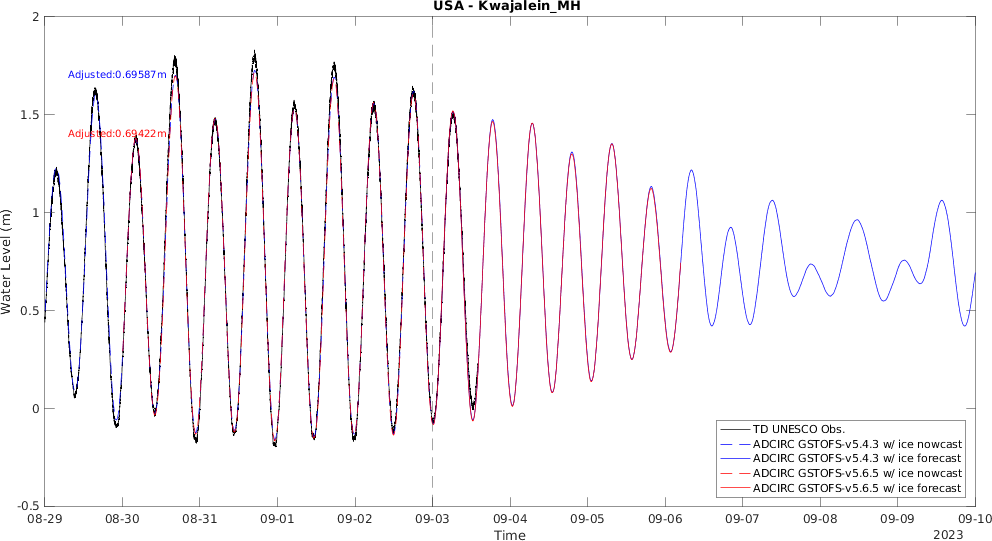 USA - Kwajalein_MH
2
Adjusted:0.69587m
1.5
Adjusted:0.69422m
1
Water Level (m)
0.5
0
TD UNESCO Obs.
ADCIRC GSTOFS-v5.4.3 w/ ice nowcast
ADCIRC GSTOFS-v5.4.3 w/ ice forecast
ADCIRC GSTOFS-v5.6.5 w/ ice nowcast
ADCIRC GSTOFS-v5.6.5 w/ ice forecast
-0.5
08-29 08-30 08-31 09-01 09-02 09-03 09-04 09-05 09-06 09-07 09-08 09-09 09-10
Time
2023